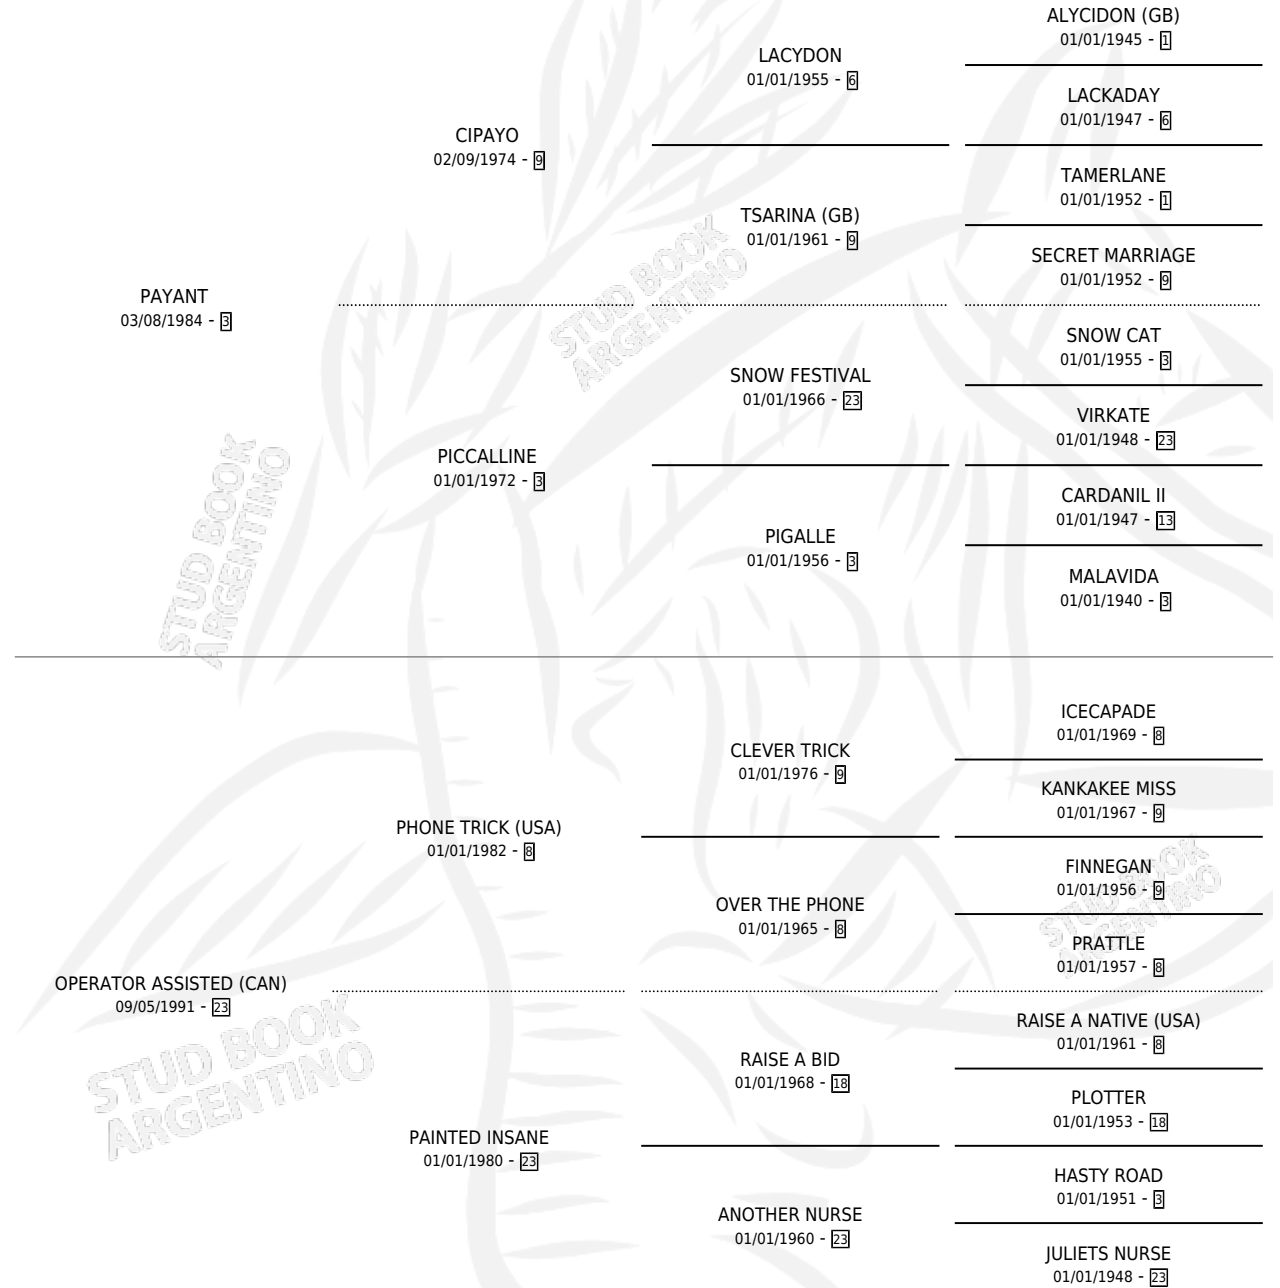 ALYCIDON (GB)
01/01/1945 - 1
LACYDON
01/01/1955 - 6
LACKADAY
01/01/1947 - 6
CIPAYO
02/09/1974 - 9
TAMERLANE
01/01/1952 - 1
TSARINA (GB)
01/01/1961 - 9
SECRET MARRIAGE
01/01/1952 - 9
PAYANT
03/08/1984 - 3
STUD BOOK
ARGENTINO
SNOW CAT
01/01/1955 - 3
SNOW FESTIVAL
01/01/1966 - 23
VIRKATE
01/01/1948 - 23
PICCALLINE
01/01/1972 - 3
CARDANIL II
01/01/1947 - 13
PIGALLE
01/01/1956 - 3
MALAVIDA
01/01/1940 - 3
STUD BOOK
ARGENTINO
ICECAPADE
01/01/1969 - 8
CLEVER TRICK
01/01/1976 - 9
KANKAKEE MISS
01/01/1967 - 9
PHONE TRICK (USA)
01/01/1982 - 8
FINNEGAN
01/01/1956 - 9
OVER THE PHONE
01/01/1965 - 8
PRATTLE
01/01/1957 - 8
STUD BOOK
ARGENTINO
OPERATOR ASSISTED (CAN)
09/05/1991 - 23
RAISE A NATIVE (USA)
01/01/1961 - 8
RAISE A BID
01/01/1968 - 18
PLOTTER
01/01/1953 - 18
STUD BOOK
ARGENTINO
PAINTED INSANE
01/01/1980 - 23
HASTY ROAD
01/01/1951 - 3
ANOTHER NURSE
01/01/1960 - 23
JULIETS NURSE
01/01/1948 - 23